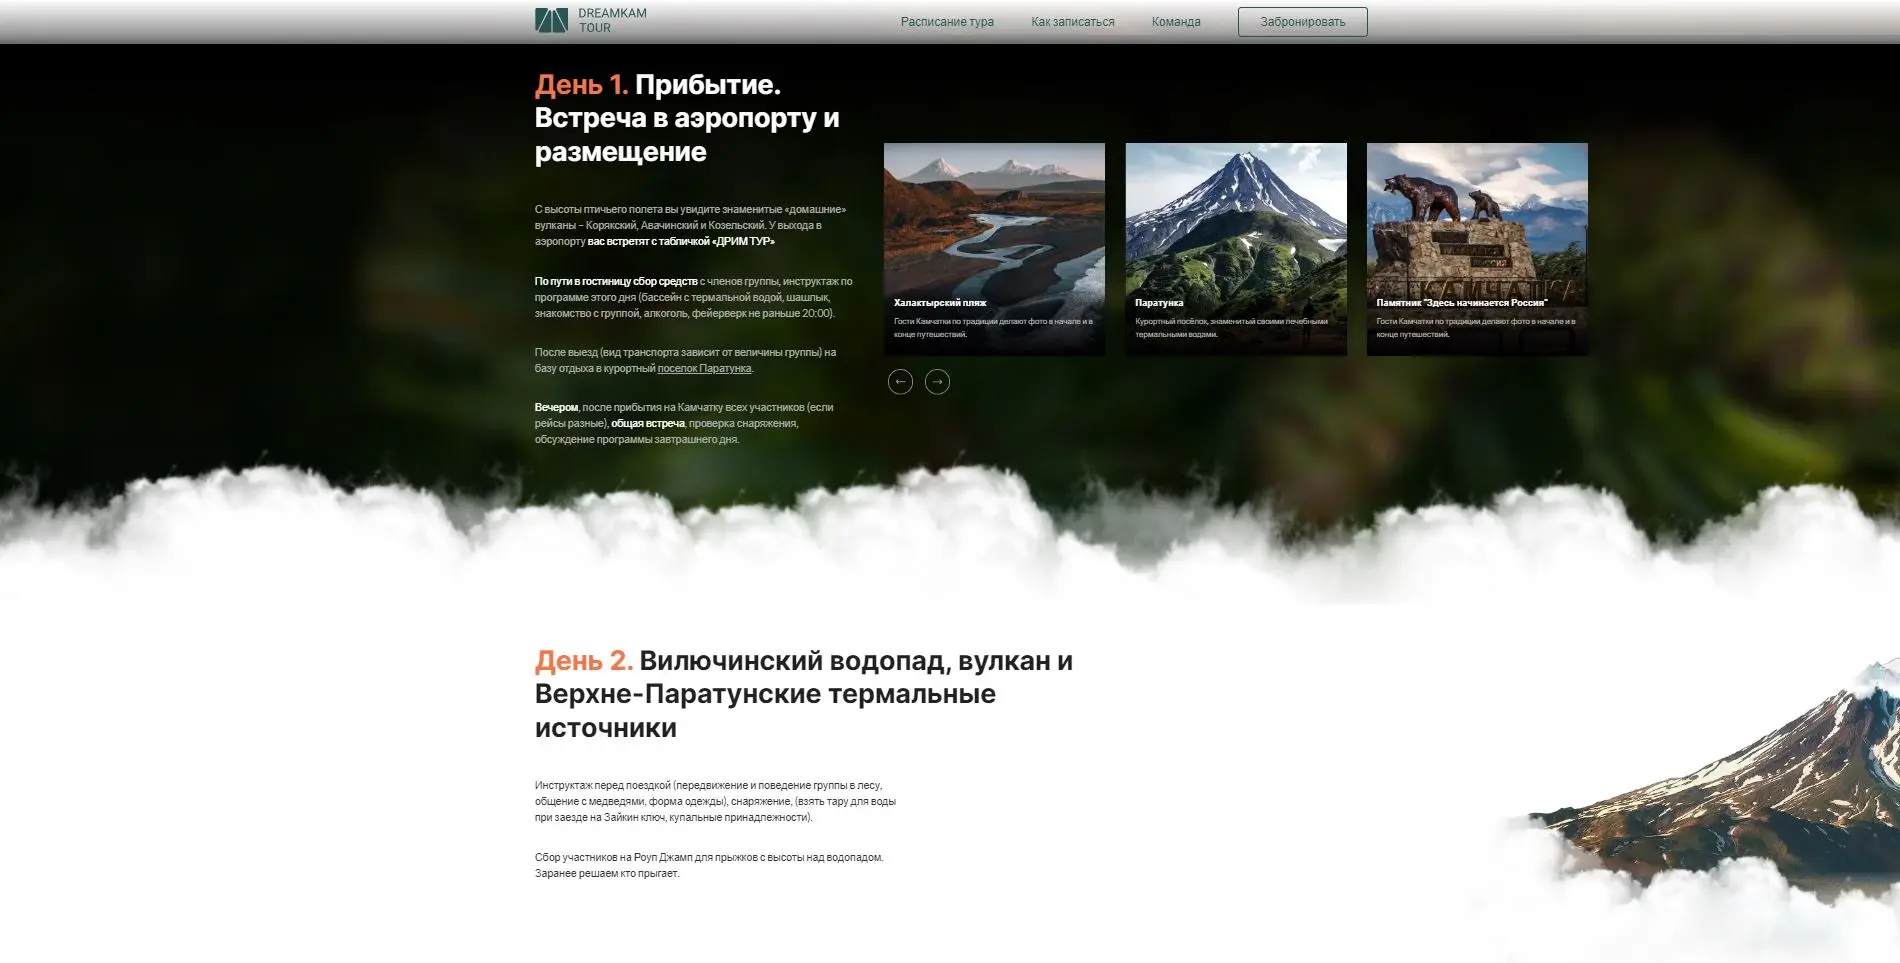 DREAMKAM
TOUR
Расписание тура
Как записаться
Команда
Забронировать
День 1. Прибытие.
Встреча в аэропорту и
размещение
С высоты птичьего полета вы увидите знаменитые «домашние»
вулканы – Корякский, Авачинский и Козельский. У выхода в
аэропорту вас встретят с табличкой «ДРИМ ТУР»
По пути в гостиницу сбор средств с членов группы, инструктаж по
программе этого дня (бассейн с термальной водой, шашлык,
знакомство с группой, алкоголь, фейерверк не раньше 20:00).
После выезд (вид транспорта зависит от величины группы) на
базу отдыха в курортный поселок Паратунка.
Вечером, после прибытия на Камчатку всех участников (если
рейсы разные), общая встреча, проверка снаряжения,
обсуждение программы завтрашнего дня.
Халактырский пляж
Гости Камчатки по традиции делают фото в начале и в
конце путешествий.
Паратунка
Курортный посёлок, знаменитый своими лечебными
термальными водами.
РОССИЯ
КАМЧАТКА
Памятник "Здесь начинается Россия"
Гости Камчатки по традиции делают фото в начале и в
конце путешествий.
День 2. Вилючинский водопад, вулкан и
Верхне-Паратунские термальные
источники
Инструктаж перед поездкой (передвижение и поведение группы в лесу,
общение с медведями, форма одежды), снаряжение, (взять тару для воды
при заезде на Зайкин ключ, купальные принадлежности).
Сбор участников на Роуп Джамп для прыжков с высоты над водопадом.
Заранее решаем кто прыгает.